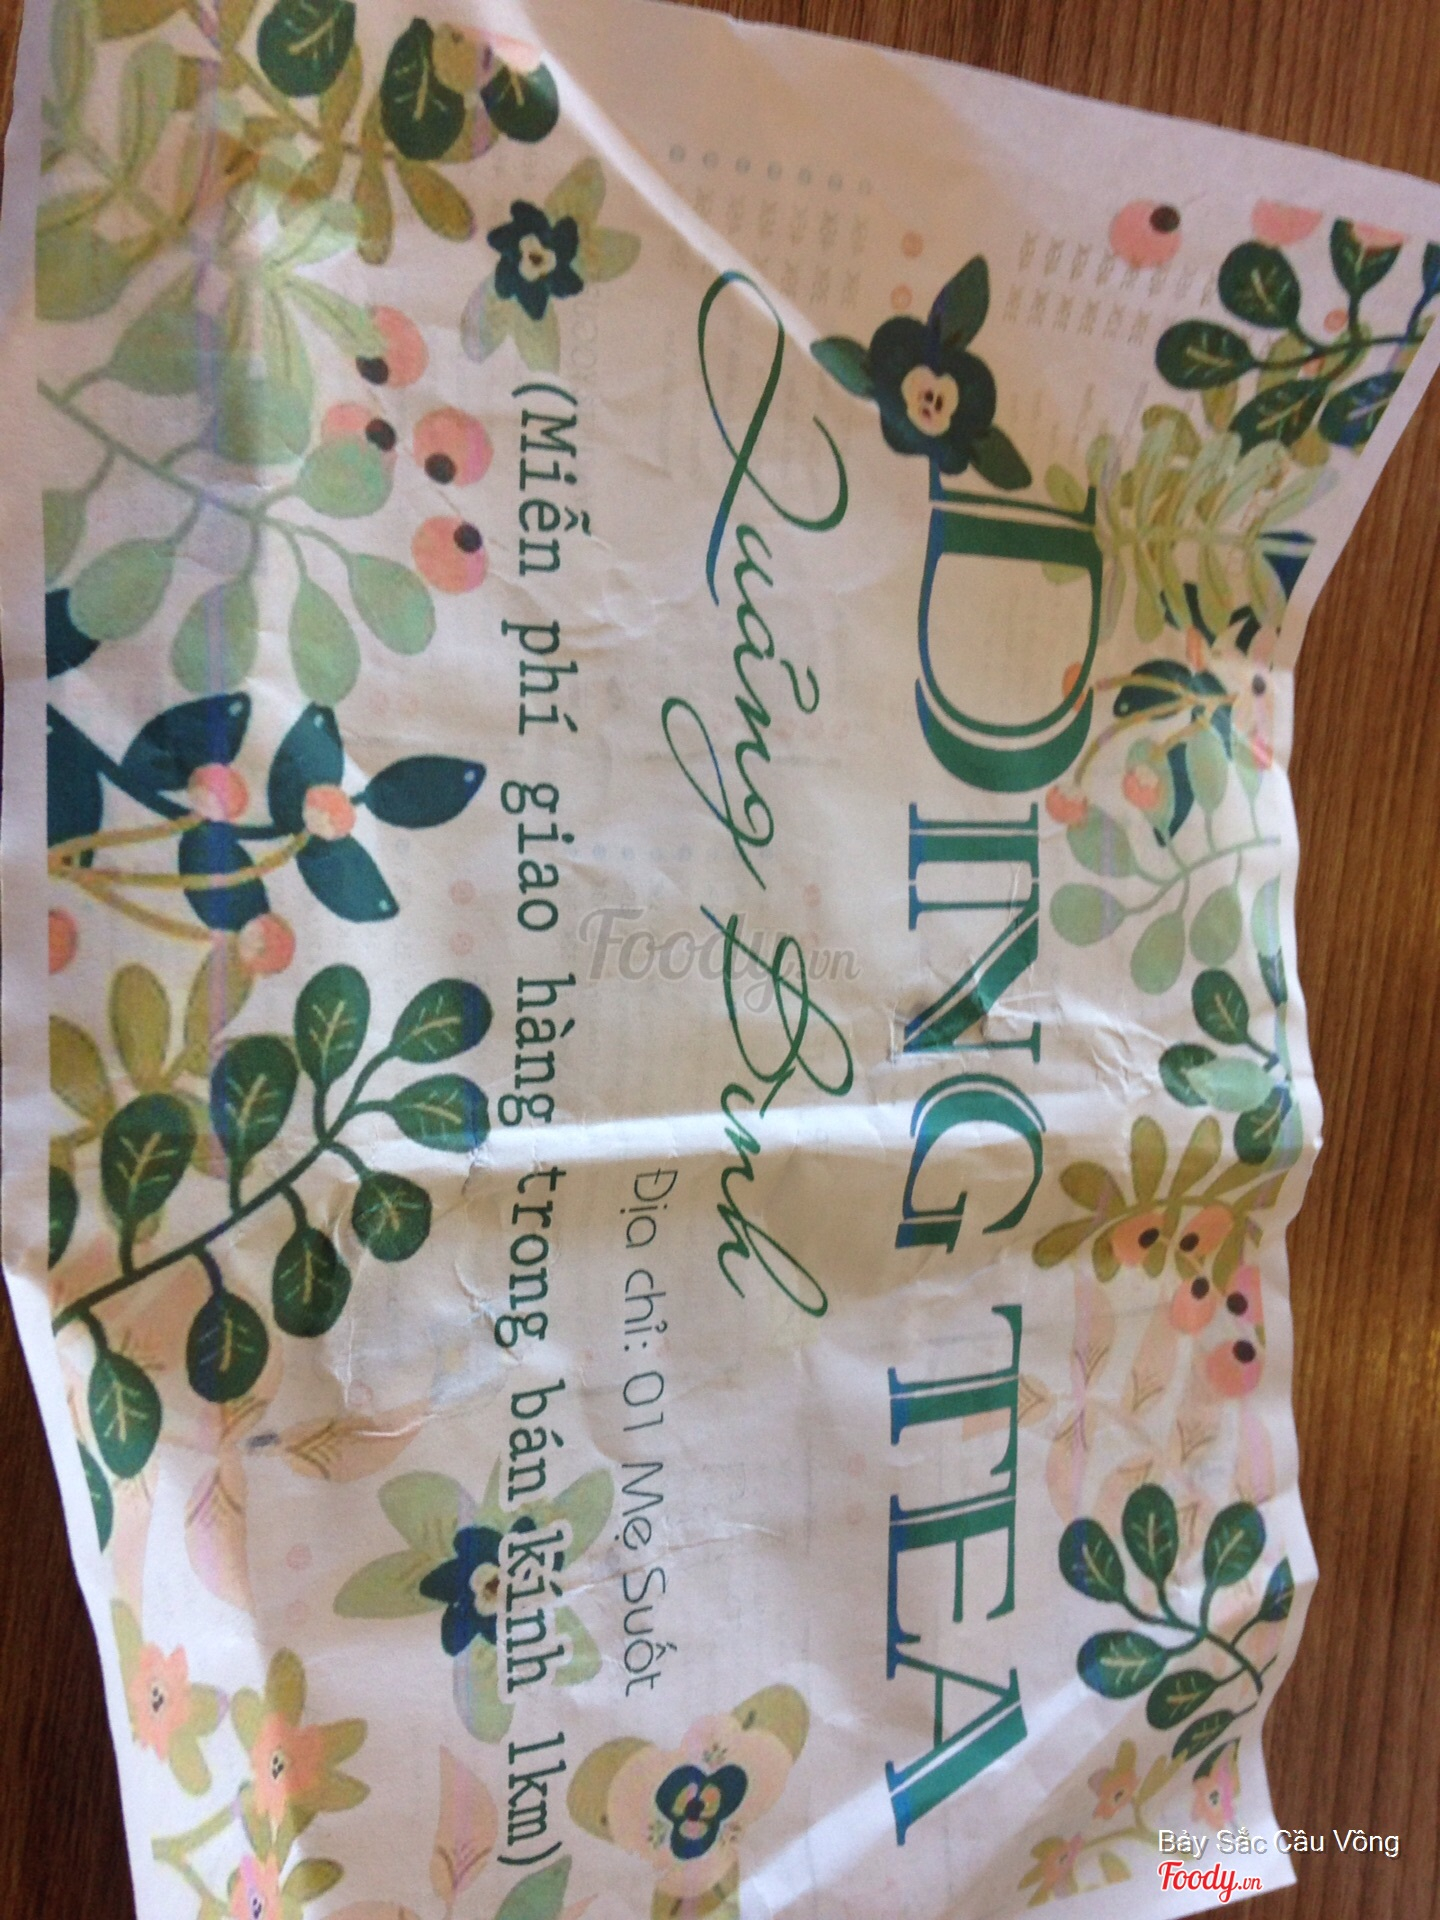 DING TEA
Quảng Bình
Địa chỉ: 01 Mẹ Suốt
(Miễn phí giao hàng trong bán kính 1km)
Foody.vn
Bảy Sắc Cầu Vồng
Foody.vn